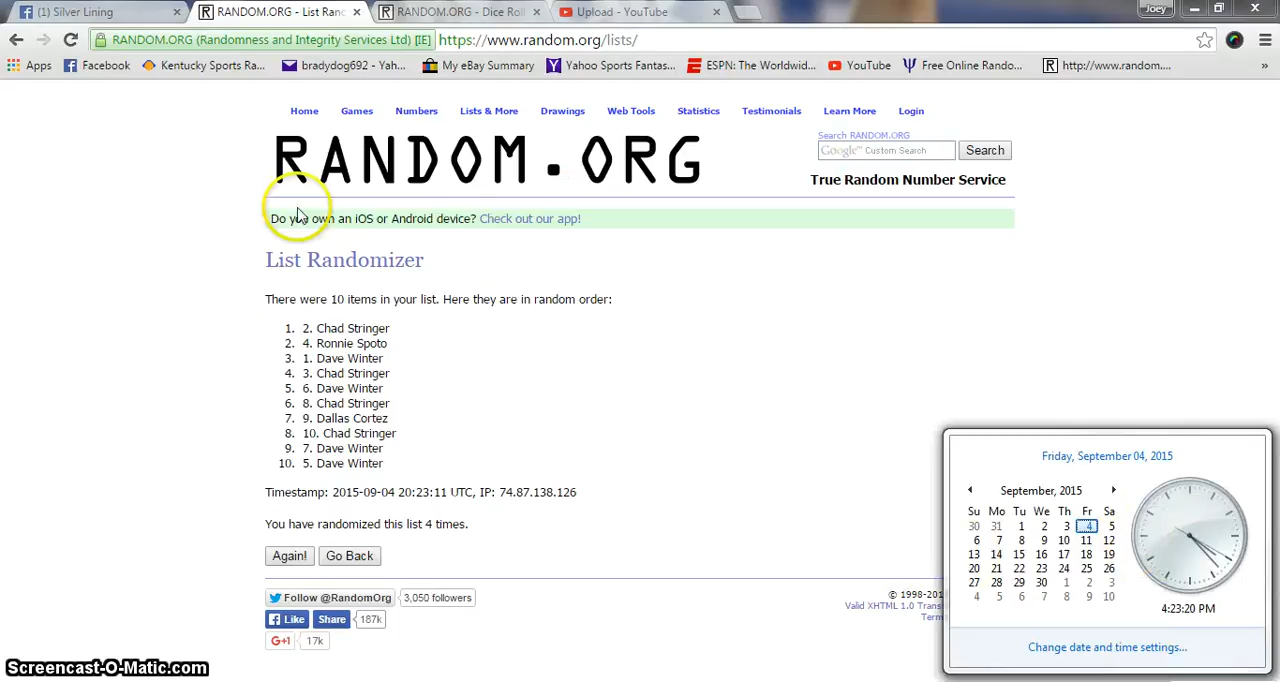 (1) Silver Lining
RANDOM.ORG - List Ran
RANDOM.ORG - Dice Roll
Upload - YouTube
Joey
RANDOM.ORG (Randomness and Integrity Services Ltd) [IE] https://www.random.org/lists/
Apps Facebook Kentucky Sports Ra... bradydog692 - Yah... My eBay Summary Yahoo Sports Fantas... ESPN: The Worldwid... YouTube Free Online Rando... http://www.random.... »
Home Games Numbers Lists & More Drawings Web Tools Statistics Testimonials Learn More Login
RANDOM.ORG
Search RANDOM.ORG
Google™ Custom Search Search
True Random Number Service
Do you own an iOS or Android device? Check out our app!
List Randomizer
There were 10 items in your list. Here they are in random order:
1. 2. Chad Stringer
2. 4. Ronnie Spoto
3. 1. Dave Winter
4. 3. Chad Stringer
5. 6. Dave Winter
6. 8. Chad Stringer
7. 9. Dallas Cortez
8. 10. Chad Stringer
9. 7. Dave Winter
10. 5. Dave Winter
Timestamp: 2015-09-04 20:23:11 UTC, IP: 74.87.138.126
You have randomized this list 4 times.
Again! Go Back
Follow @RandomOrg 3,050 followers
Like Share 187k
G+1 17k
© 1998-201
Valid XHTML 1.0 Trans
Term
Friday, September 04, 2015
September, 2015
Su Mo Tu We Th Fr Sa
30 31 1 2 3 4 5
6 7 8 9 10 11 12
13 14 15 16 17 18 19
20 21 22 23 24 25 26
27 28 29 30 1 2 3
4 5 6 7 8 9 10
4:23:20 PM
Change date and time settings...
Screencast-O-Matic.com